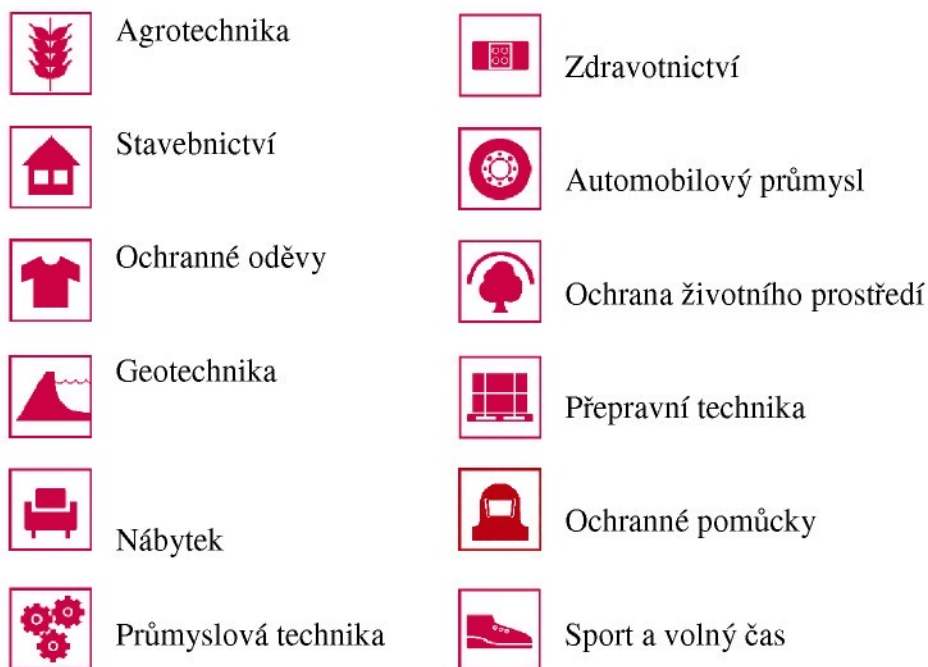 Agrotechnika
Stavebnictví
Ochranné oděvy
Geotechnika
Nábytek
Průmyslová technika
Zdravotnictví
Automobilový průmysl
Ochrana životního prostředí
Přepravní technika
Ochranné pomůcky
Sport a volný čas